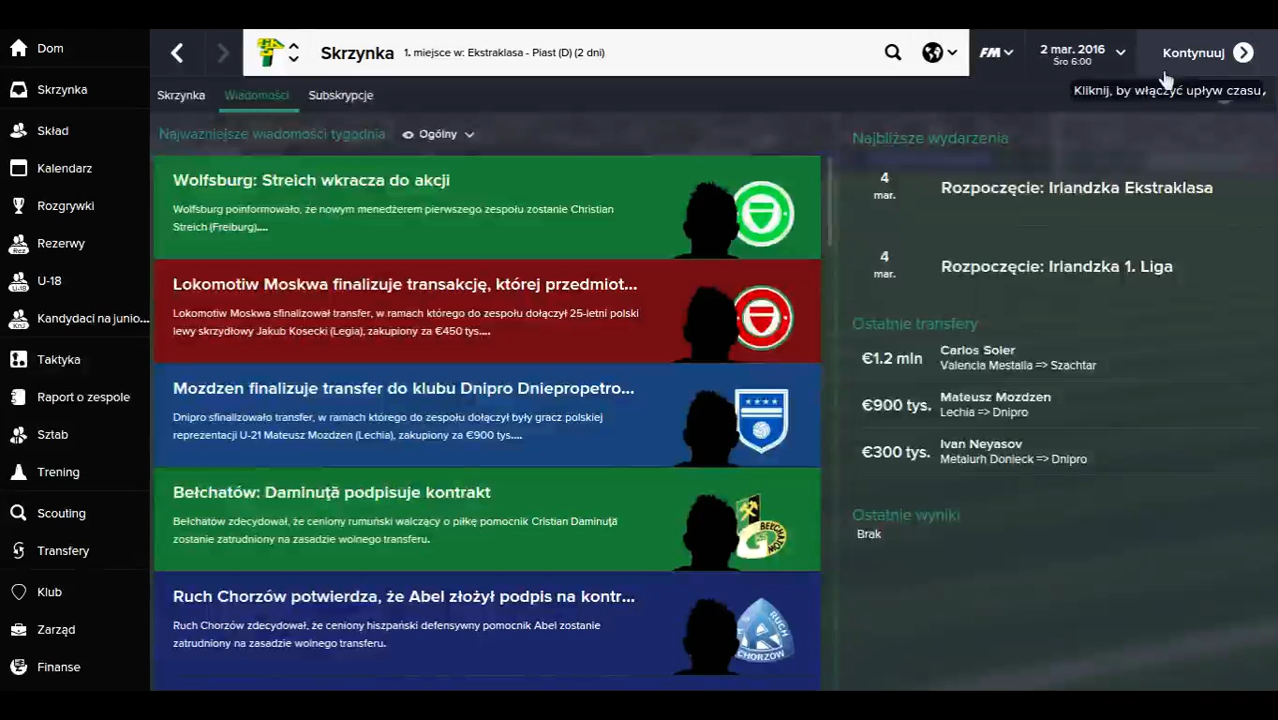 Dom
Skrzynka
Skład
Kalendarz
Rozgrywki
Rezerwy
U-18
Kandydaci na junio...
Taktyka
Raport o zespole
Sztab
Trening
Scouting
Transfery
Klub
Zarząd
Finanse
Skrzynka 1. miejsce w: Ekstraklasa - Piast (D) (2 dni)
FM
2 mar. 2016
Śro 6:00
Kontynuuj
Kliknij, by włączyć upływ czasu
Skrzynka Wiadomości Subskrypcje
Najważniejsze wiadomości tygodnia Ogólny
Wolfsburg: Streich wkracza do akcji
Wolfsburg poinformowało, że nowym menedżerem pierwszego zespołu zostanie Christian
Streich (Freiburg)....
Lokomotiw Moskwa finalizuje transakcję, której przedmiot...
Lokomotiw Moskwa sfinalizował transfer, w ramach którego do zespołu dołączył 25-letni polski
lewy skrzydłowy Jakub Kosecki (Legia), zakupiony za €450 tys....
Mozdzen finalizuje transfer do klubu Dnipro Dniepropetro...
Dnipro sfinalizowało transfer, w ramach którego do zespołu dołączył były gracz polskiej
reprezentacji U-21 Mateusz Mozdzen (Lechia), zakupiony za €900 tys....
Bełchatów: Daminuţă podpisuje kontrakt
Bełchatów zdecydował, że ceniony rumuński walczący o piłkę pomocnik Cristian Daminuţă
zostanie zatrudniony na zasadzie wolnego transferu.
BEŁCHATÓW
Ruch Chorzów potwierdza, że Abel złożył podpis na kontr...
Ruch Chorzów zdecydował, że ceniony hiszpański defensywny pomocnik Abel zostanie
zatrudniony na zasadzie wolnego transferu.
RUCH
CHORZÓW
Najbliższe wydarzenia
4
mar.
Rozpoczęcie: Irlandzka Ekstraklasa
4
mar.
Rozpoczęcie: Irlandzka 1. Liga
Ostatnie transfery
€1.2 mln
Carlos Soler
Valencia Mestalla => Szachtar
€900 tys.
Mateusz Mozdzen
Lechia => Dnipro
€300 tys.
Ivan Neyasov
Metalurh Donieck => Dnipro
Ostatnie wyniki
Brak